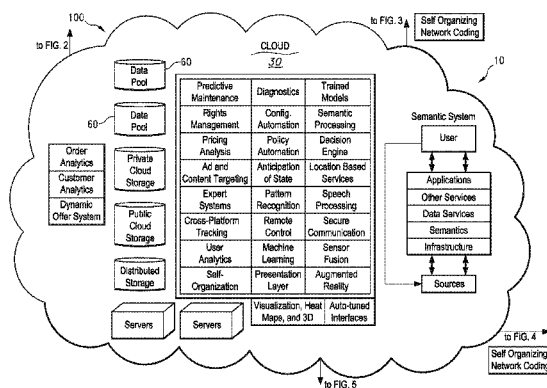 to FIG. 2
100
to FIG. 3
Self Organizing
Network Coding
10
CLOUD
30
60
Data
Pool
60
Data
Pool
Private
Cloud
Storage
Public
Cloud
Storage
Distributed
Storage
Servers
Servers
Order
Analytics
Customer
Analytics
Dynamic
Offer System
Predictive
Maintenance
Diagnostics
Trained
Models
Rights
Management
Config.
Automation
Semantic
Processing
Pricing
Analysis
Policy
Automation
Decision
Engine
Ad and
Content Targeting
Anticipation
of State
Location Based
Services
Expert
Systems
Pattern
Recognition
Speech
Processing
Cross-Platform
Tracking
Remote
Control
Secure
Communication
User
Analytics
Machine
Learning
Sensor
Fusion
Self-
Organization
Presentation
Layer
Augmented
Reality
Visualization, Heat
Maps, and 3D
Auto-tuned
Interfaces
Semantic System
User
Applications
Other Services
Data Services
Semantics
Infrastructure
Sources
to FIG. 4
Self Organizing
Network Coding
to FIG. 5